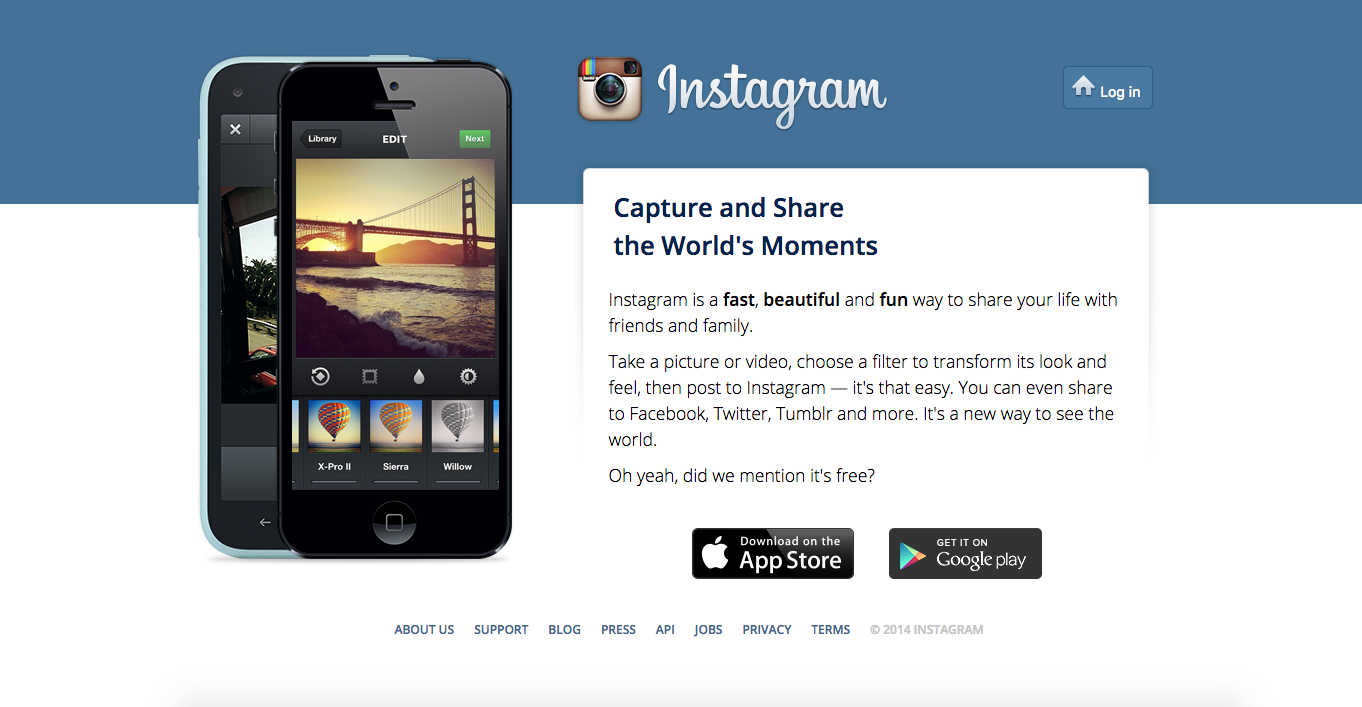 Instagram
Log in
Library
EDIT
Next
X-Pro II
Sierra
Willow
Capture and Share
the World's Moments
Instagram is a fast, beautiful and fun way to share your life with
friends and family.
Take a picture or video, choose a filter to transform its look and
feel, then post to Instagram — it's that easy. You can even share
to Facebook, Twitter, Tumblr and more. It's a new way to see the
world.
Oh yeah, did we mention it's free?
Download on the
App Store
GET IT ON
Google play
ABOUT US SUPPORT BLOG PRESS API JOBS PRIVACY TERMS © 2014 INSTAGRAM